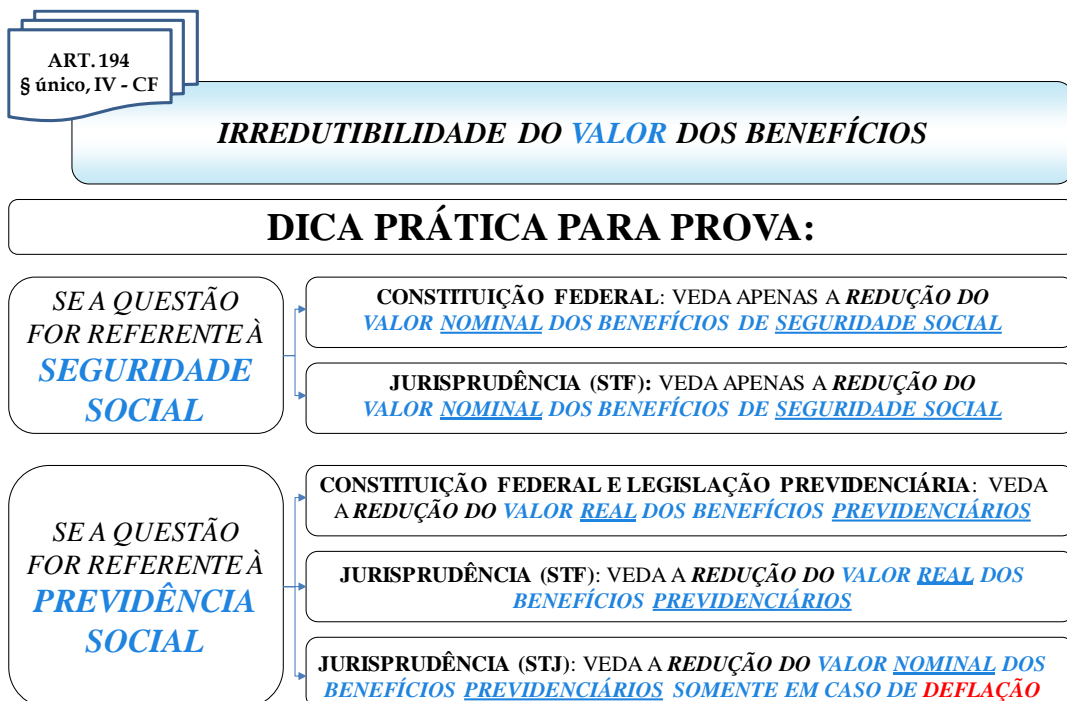 ART. 194
§ único, IV - CF
IRREDUTIBILIDADE DO VALOR DOS BENEFÍCIOS
DICA PRÁTICA PARA PROVA:
SE A QUESTÃO
FOR REFERENTE À
SEGURIDADE
SOCIAL
CONSTITUIÇÃO FEDERAL: VEDA APENAS A REDUÇÃO DO
VALOR NOMINAL DOS BENEFÍCIOS DE SEGURIDADE SOCIAL
JURISPRUDÊNCIA (STF): VEDA APENAS A REDUÇÃO DO
VALOR NOMINAL DOS BENEFÍCIOS DE SEGURIDADE SOCIAL
SE A QUESTÃO
FOR REFERENTE À
PREVIDÊNCIA
SOCIAL
CONSTITUIÇÃO FEDERAL E LEGISLAÇÃO PREVIDENCIÁRIA: VEDA
A REDUÇÃO DO VALOR REAL DOS BENEFÍCIOS PREVIDENCIÁRIOS
JURISPRUDÊNCIA (STF): VEDA A REDUÇÃO DO VALOR REAL DOS
BENEFÍCIOS PREVIDENCIÁRIOS
JURISPRUDÊNCIA (STJ): VEDA A REDUÇÃO DO VALOR NOMINAL DOS
BENEFÍCIOS PREVIDENCIÁRIOS SOMENTE EM CASO DE DEFLAÇÃO